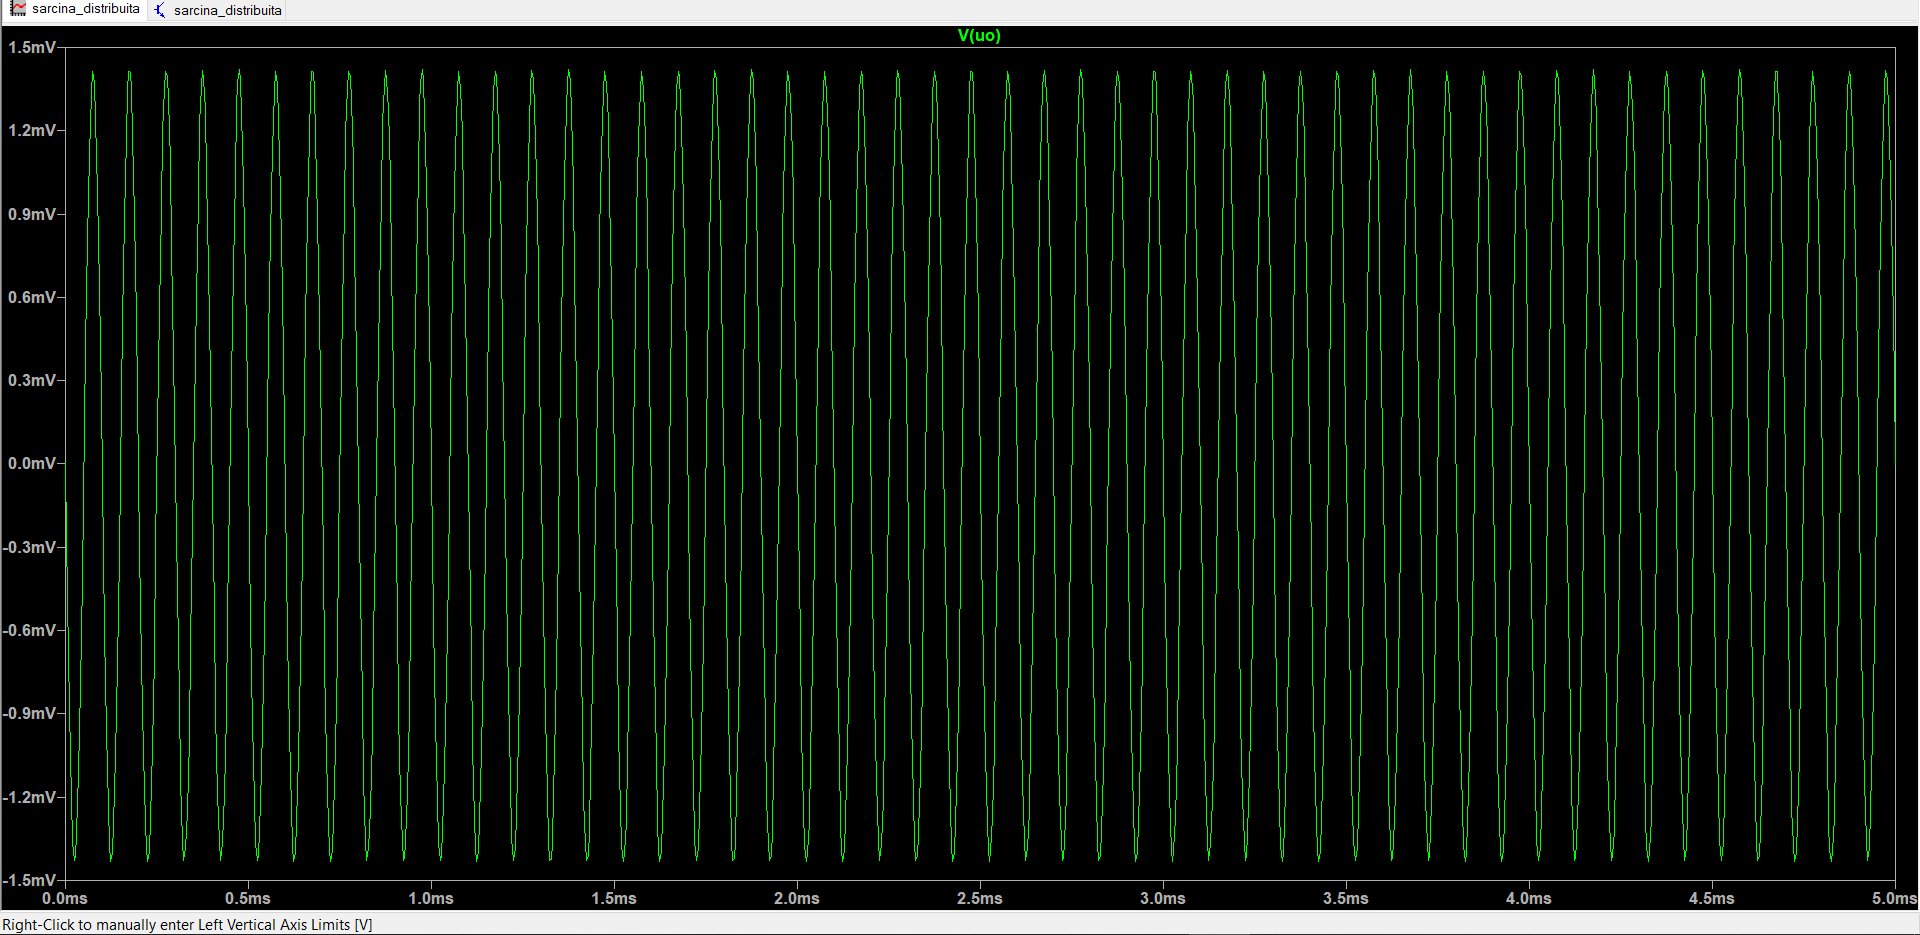 sarcina_distribuita sarcina_distribuita
V(uo)
1.5mV
1.2mV
0.9mV
0.6mV
0.3mV
0.0mV
-0.3mV
-0.6mV
-0.9mV
-1.2mV
-1.5mV
0.0ms 0.5ms 1.0ms 1.5ms 2.0ms 2.5ms 3.0ms 3.5ms 4.0ms 4.5ms 5.0ms
Right-Click to manually enter Left Vertical Axis Limits [V]